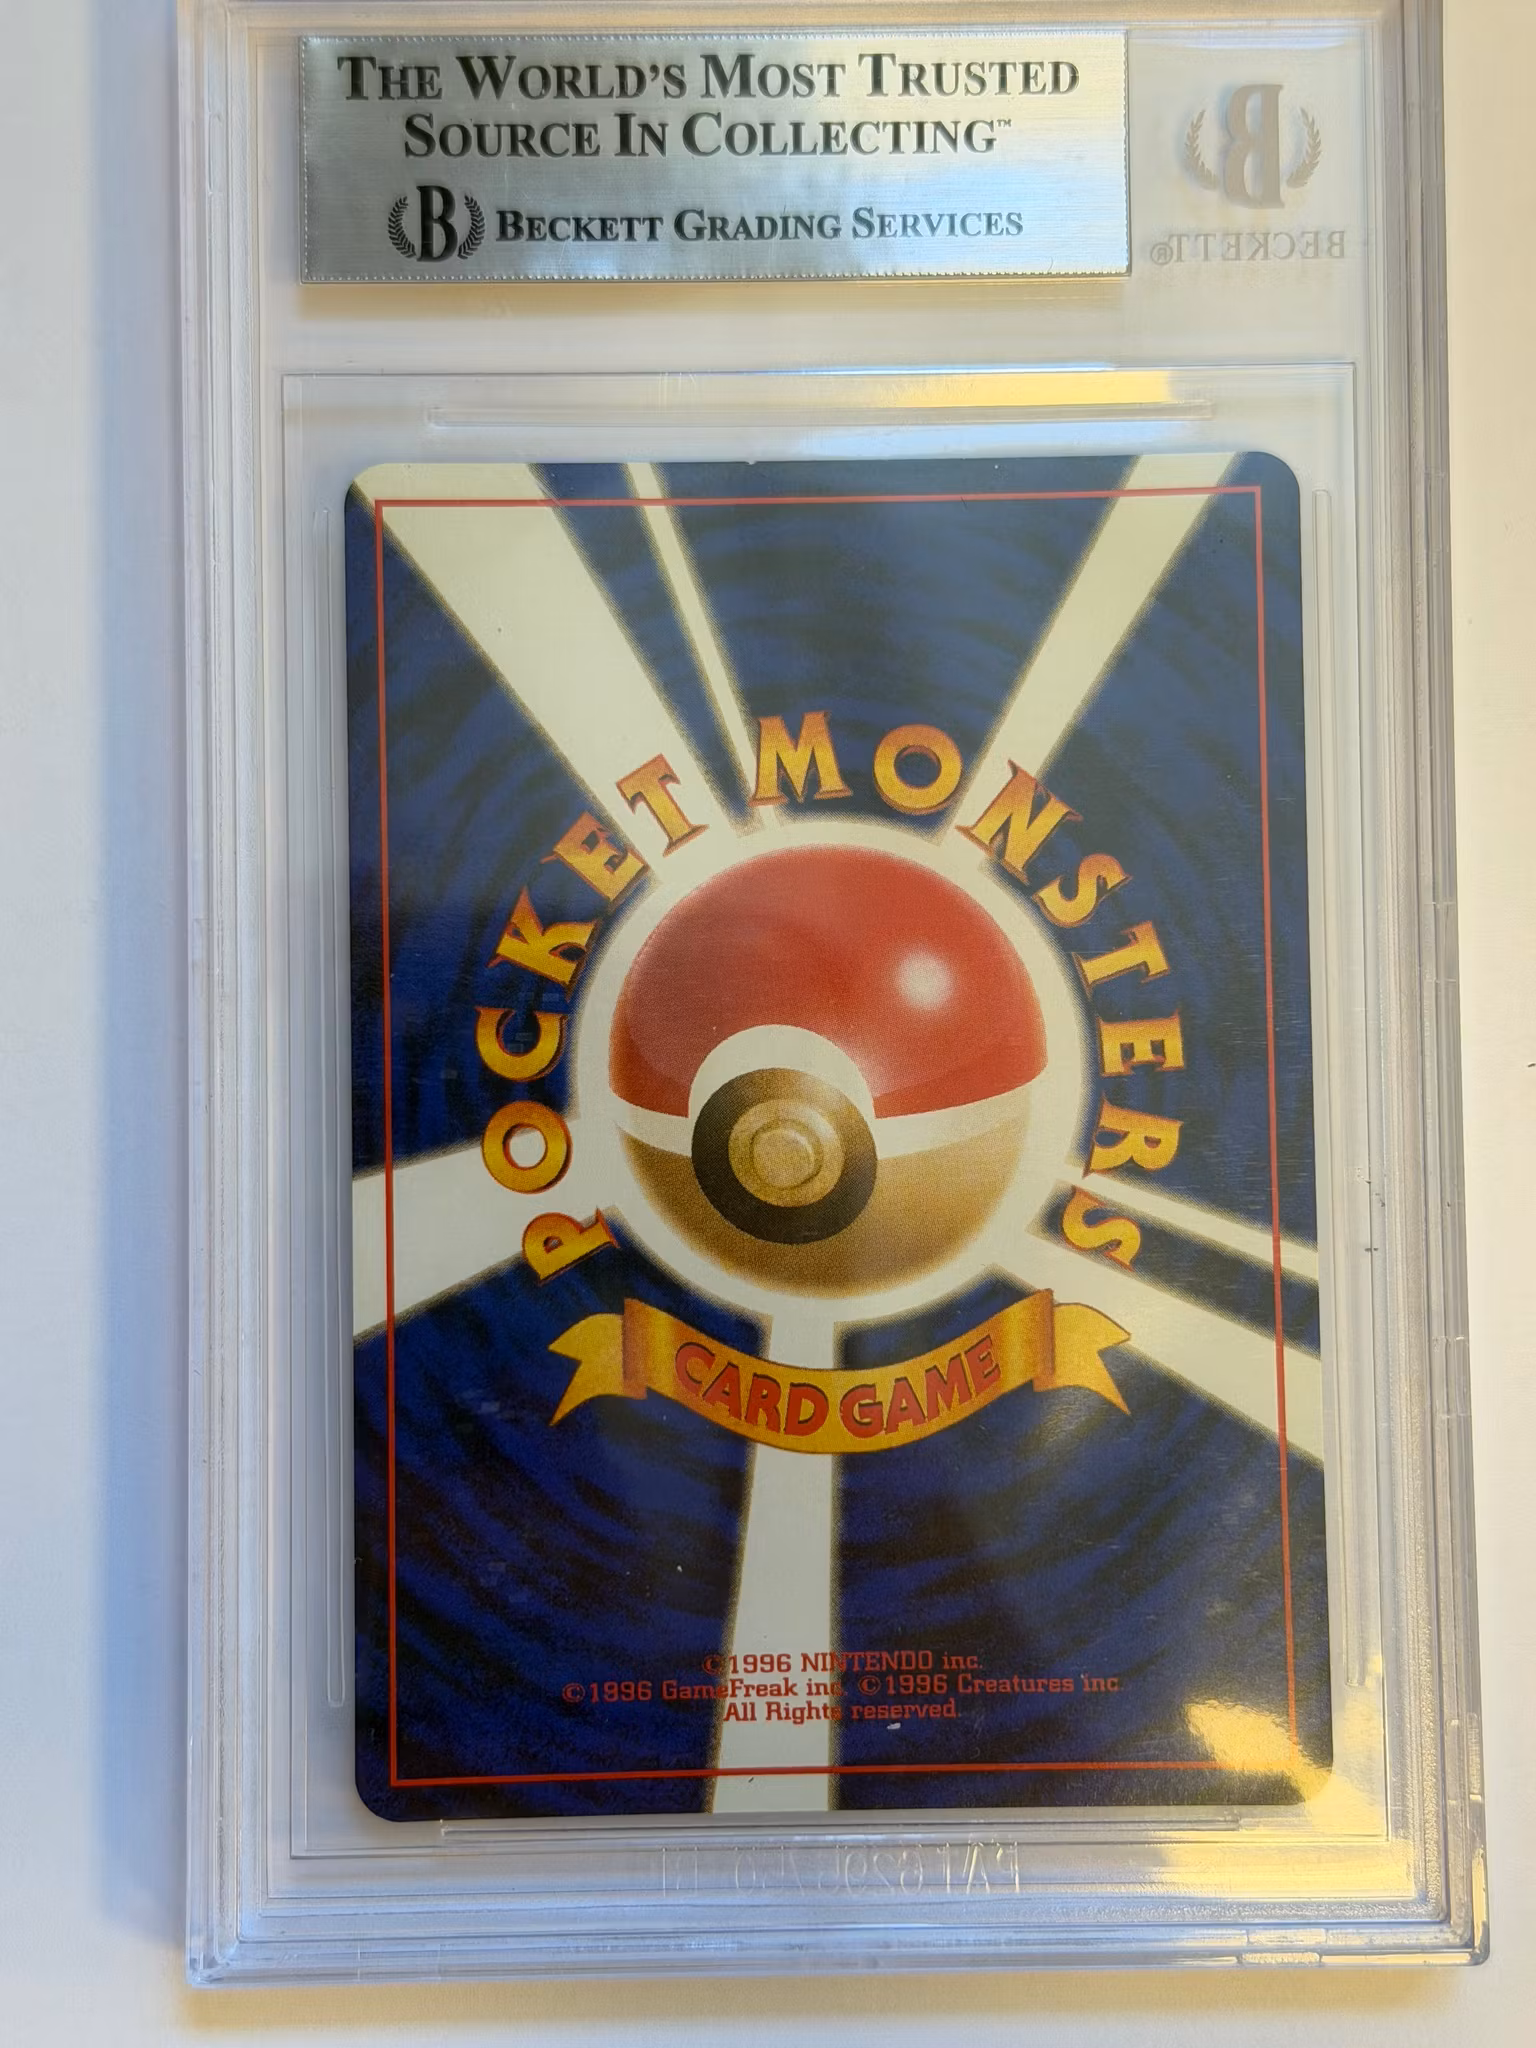 THE WORLD'S MOST TRUSTED
SOURCE IN COLLECTING™
B BECKETT GRADING SERVICES
B
BECKETT®
POCKET MONSTERS
CARD GAME
©1996 NINTENDO inc.
©1996 GameFreak inc. ©1996 Creatures inc.
All Rights reserved.